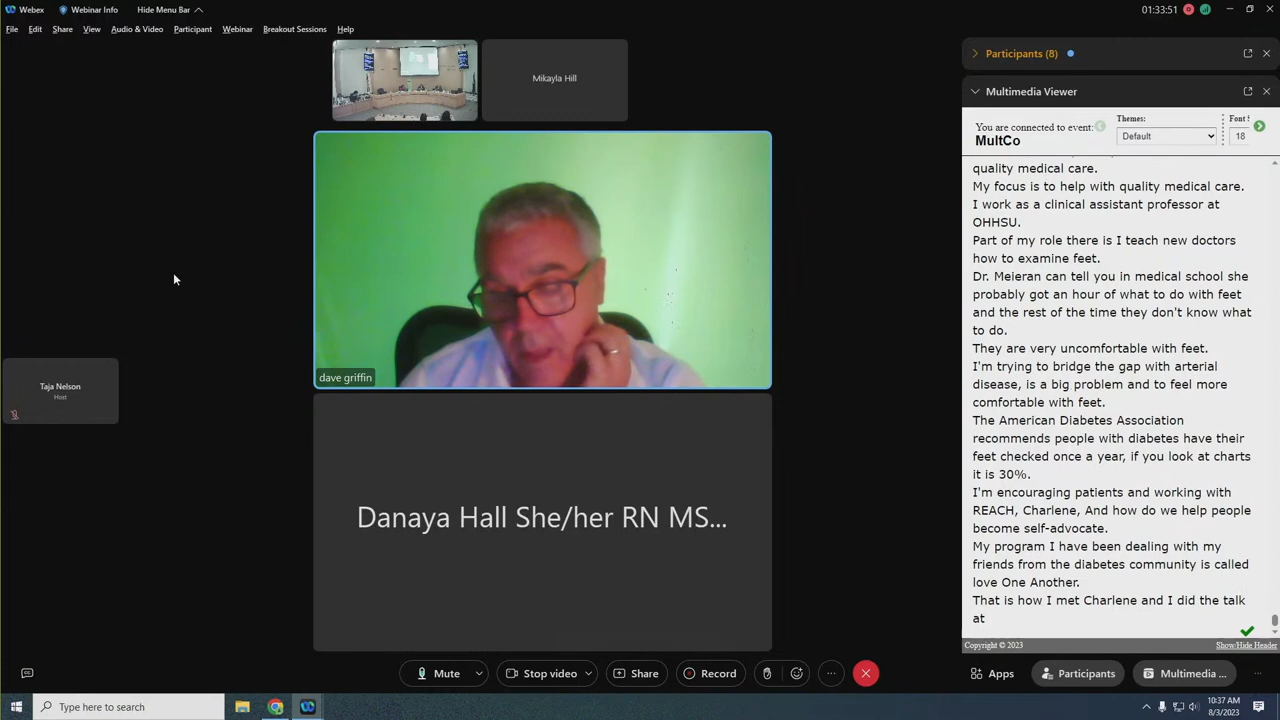 Webex
Webinar Info
Hide Menu Bar
01:33:51
File Edit Share View Audio & Video Participant Webinar Breakout Sessions Help
Mikayla Hill
dave griffin
Taja Nelson
Host
Danaya Hall She/her RN MS...
Participants (8)
Multimedia Viewer
You are connected to event:
MultCo
Themes:
Default
Font
18
quality medical care.
My focus is to help with quality medical care.
I work as a clinical assistant professor at
OHHSU.
Part of my role there is I teach new doctors
how to examine feet.
Dr. Meieran can tell you in medical school she
probably got an hour of what to do with feet
and the rest of the time they don't know what
to do.
They are very uncomfortable with feet.
I'm trying to bridge the gap with arterial
disease, is a big problem and to feel more
comfortable with feet.
The American Diabetes Association
recommends people with diabetes have their
feet checked once a year, if you look at charts
it is 30%.
I'm encouraging patients and working with
REACH, Charlene, And how do we help people
become self-advocate.
My program I have been dealing with my
friends from the diabetes community is called
love One Another.
That is how I met Charlene and I did the talk
at
Copyright © 2023
Show/Hide Header
Mute
Stop video
Share
Record
Apps
Participants
Multimedia ...
Type here to search
10:37 AM
8/3/2023